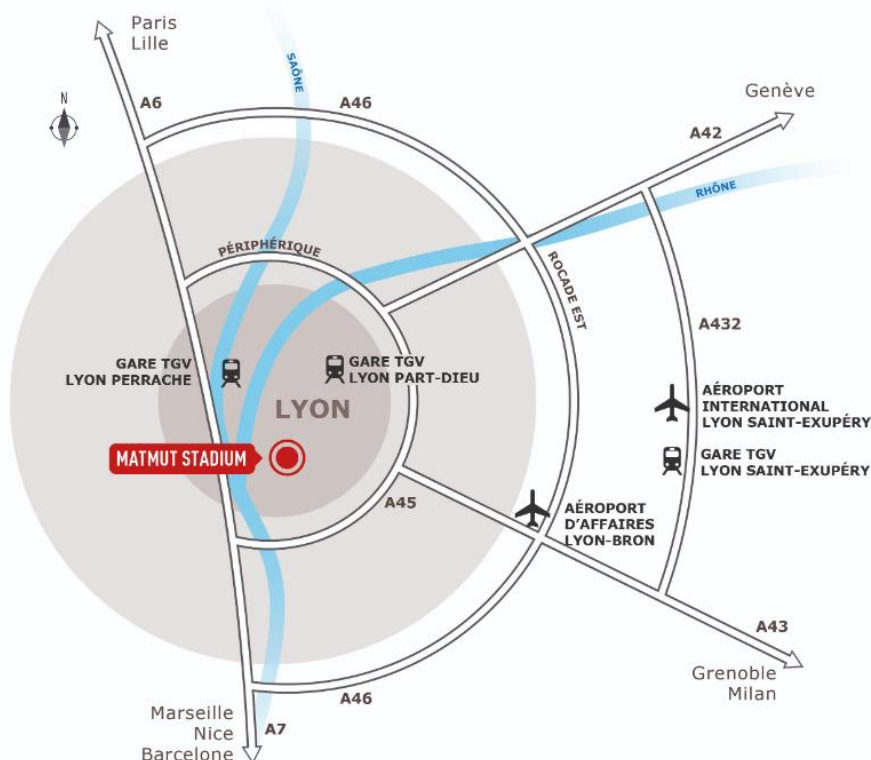 Paris
Lille
N
A6
SAÔNE
A46
Genève
A42
RHÔNE
PÉRIPHÉRIQUE
ROCADE EST
A432
GARE TGV
LYON PERRACHE
GARE TGV
LYON PART-DIEU
LYON
AÉROPORT
INTERNATIONAL
LYON SAINT-EXUPÉRY
MATMUT STADIUM
GARE TGV
LYON SAINT-EXUPÉRY
A45
AÉROPORT
D'AFFAIRES
LYON-BRON
A43
Grenoble
Milan
A46
Marseille
Nice
Barcelone
A7